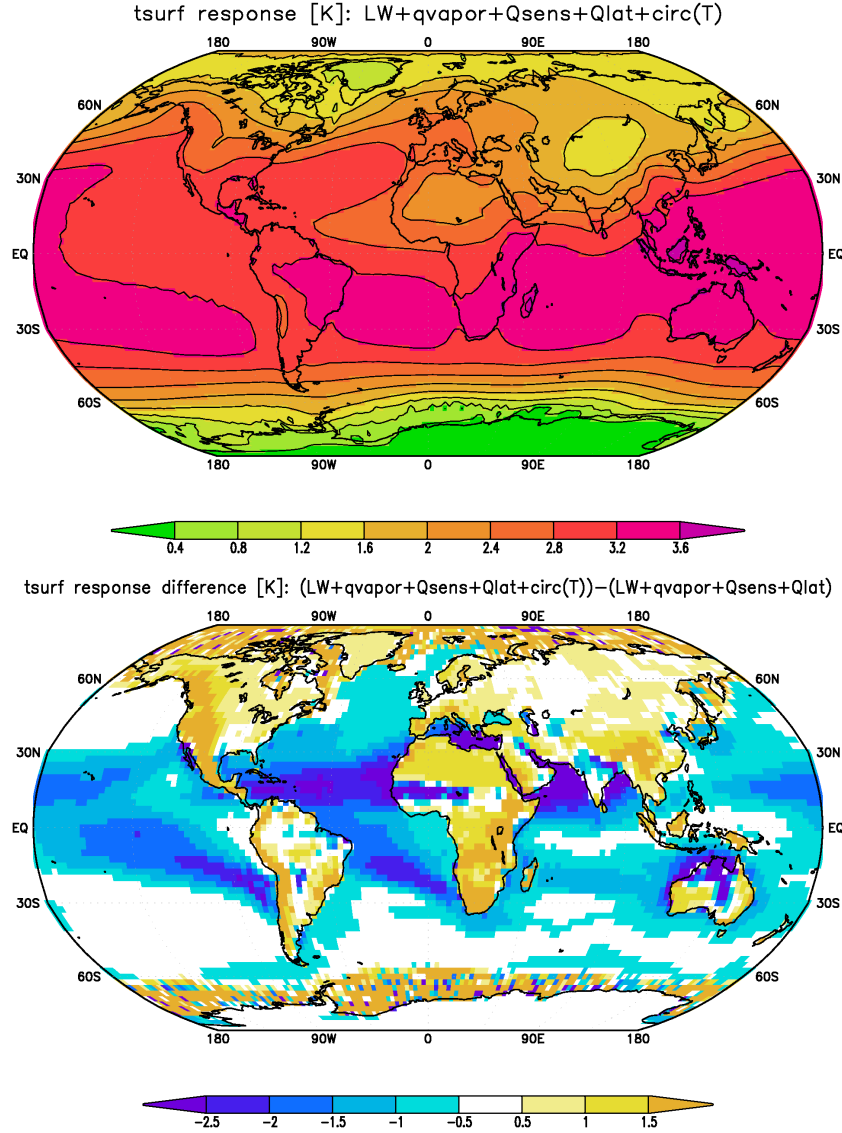 tsurf response [K]: LW+qvapor+Qsens+Qlat+circ(T)
180 90W 0 90E 180
60N 60N
30N 30N
EQ EQ
30S 30S
60S 60S
180 90W 0 90E 180
0.4 0.8 1.2 1.6 2 2.4 2.8 3.2 3.6
tsurf response difference [K]: (LW+qvapor+Qsens+Qlat+circ(T))-(LW+qvapor+Qsens+Qlat)
180 90W 0 90E 180
60N 60N
30N 30N
EQ EQ
30S 30S
60S 60S
180 90W 0 90E 180
-2.5 -2 -1.5 -1 -0.5 0.5 1 1.5